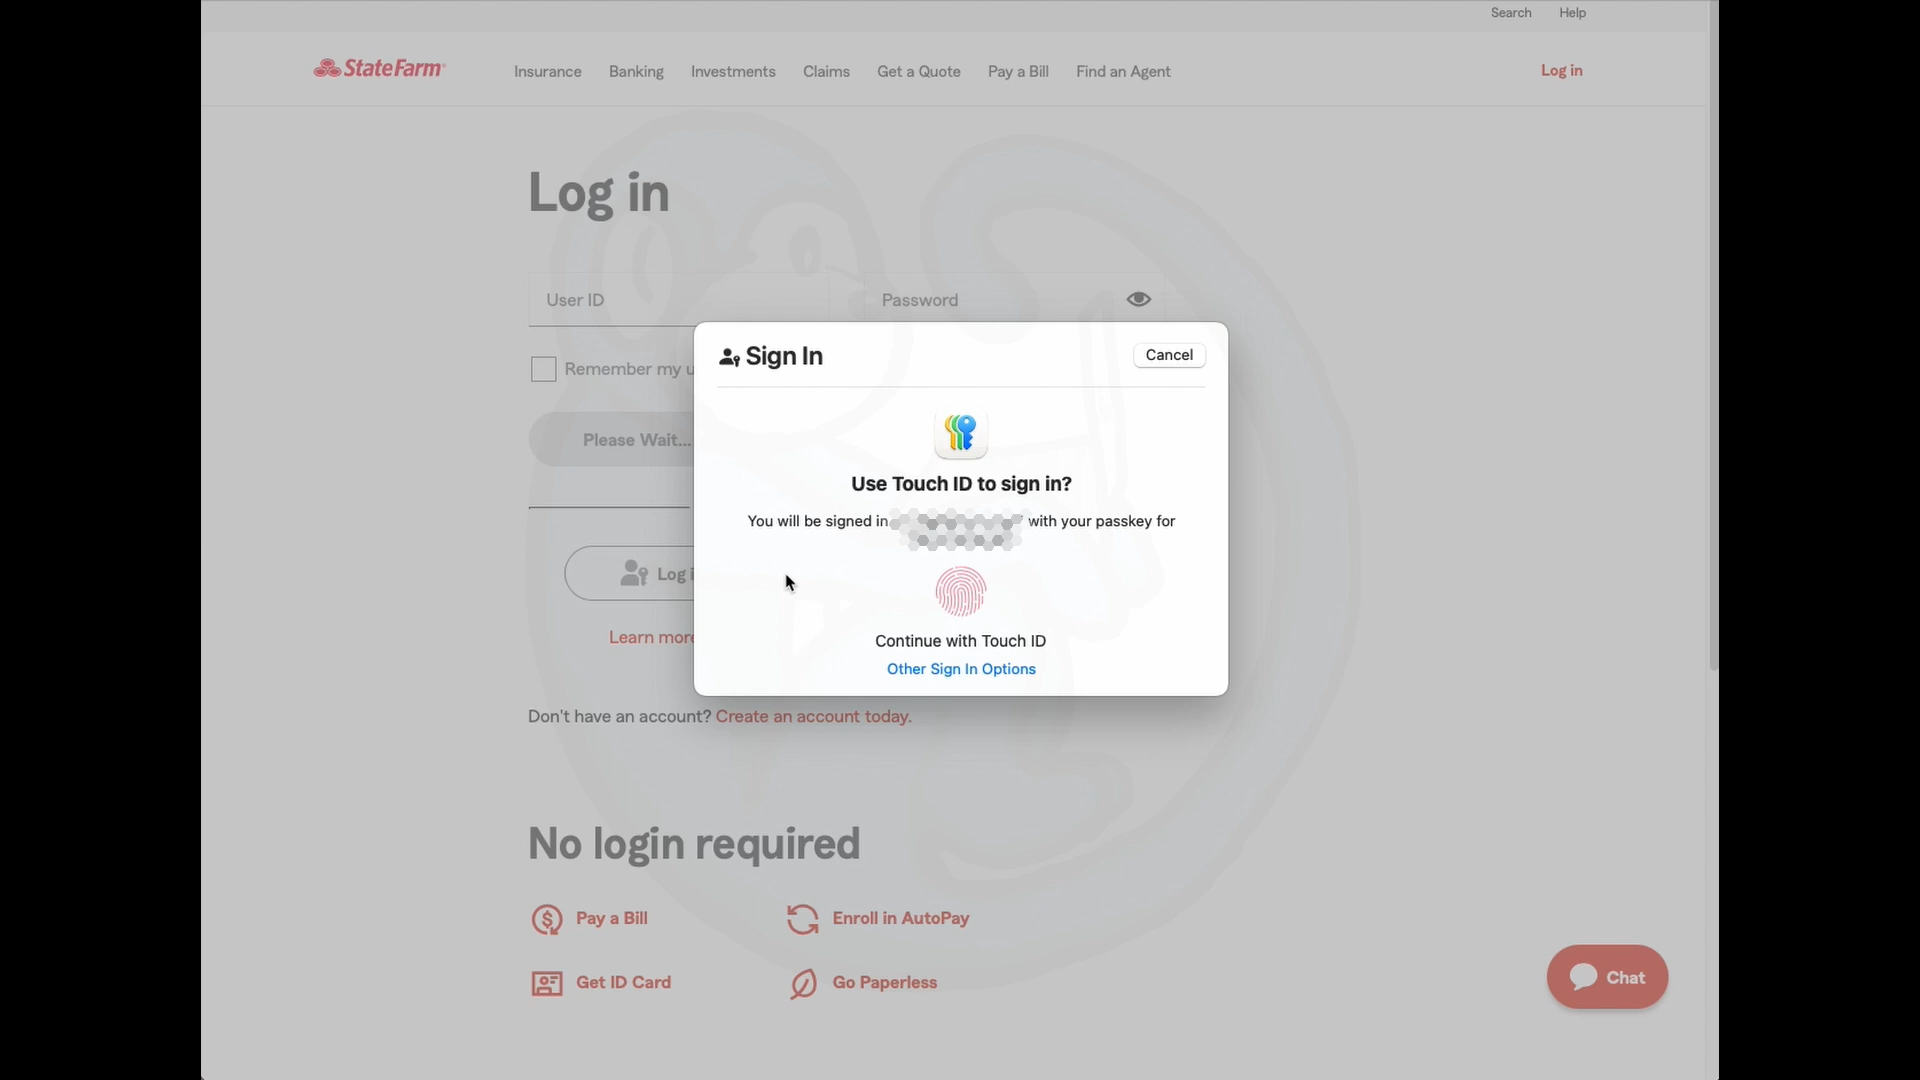 Search Help
StateFarm
Insurance Banking Investments Claims Get a Quote Pay a Bill Find an Agent
Log in
Log in
User ID
Password
Sign In
Cancel
Remember my u
Please Wait...
Use Touch ID to sign in?
You will be signed in
with your passkey for
Log i
Continue with Touch ID
Learn more
Other Sign In Options
Don't have an account? Create an account today.
No login required
Pay a Bill
Enroll in AutoPay
Get ID Card
Go Paperless
Chat